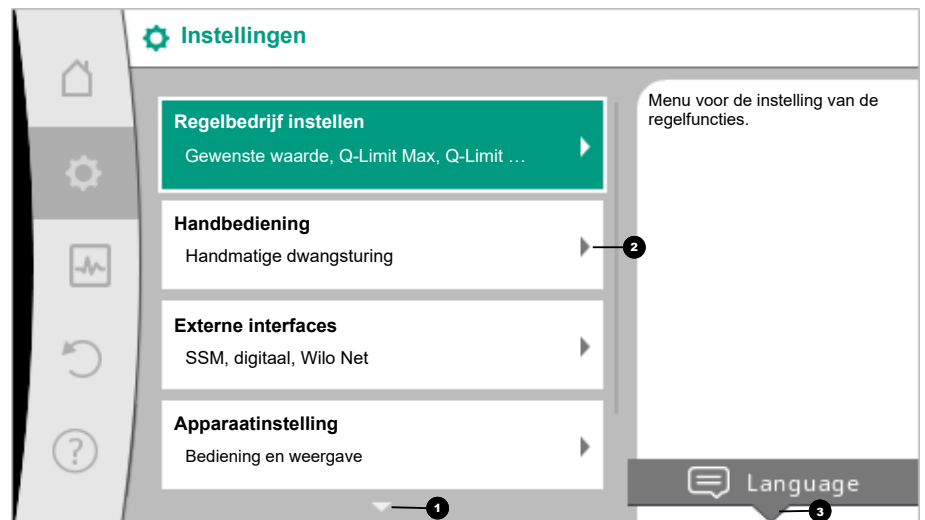 Instellingen
Regelbedrijf instellen
Gewenste waarde, Q-Limit Max, Q-Limit …
Handbediening
Handmatige dwangsturing
2
Externe interfaces
SSM, digitaal, Wilo Net
Apparaatinstelling
Bediening en weergave
1
Menu voor de instelling van de
regelfuncties.
?
Language
3